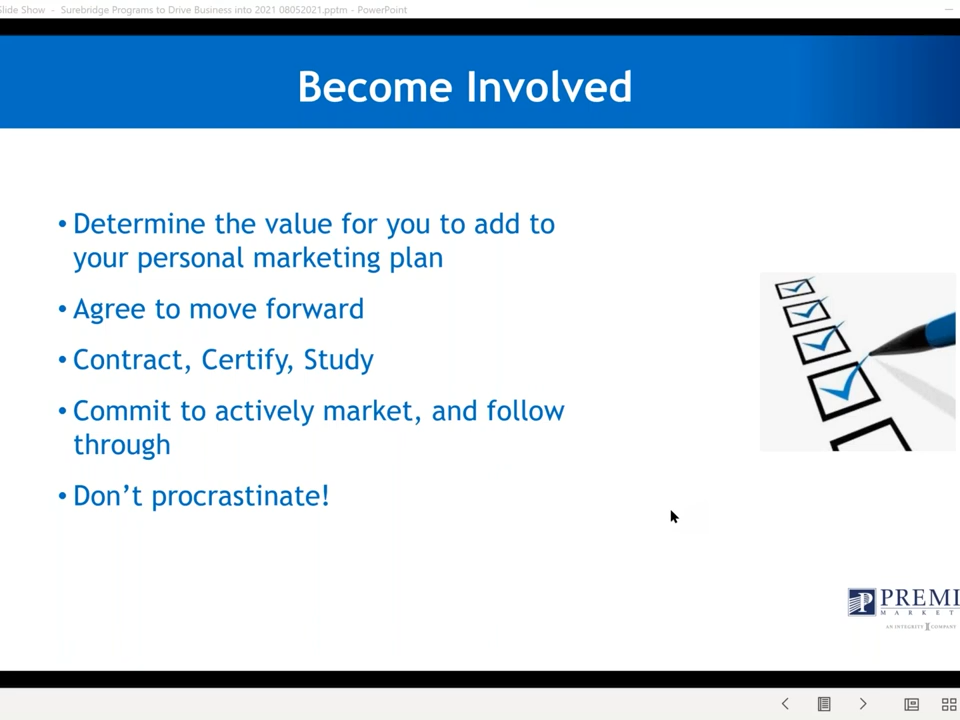 Slide Show - Surebridge Programs to Drive Business into 2021 08052021.pptm - PowerPoint
Become Involved
• Determine the value for you to add to
your personal marketing plan
• Agree to move forward
• Contract, Certify, Study
• Commit to actively market, and follow
through
• Don't procrastinate!
PREMI
MARKET
AN INTEGRITY COMPANY